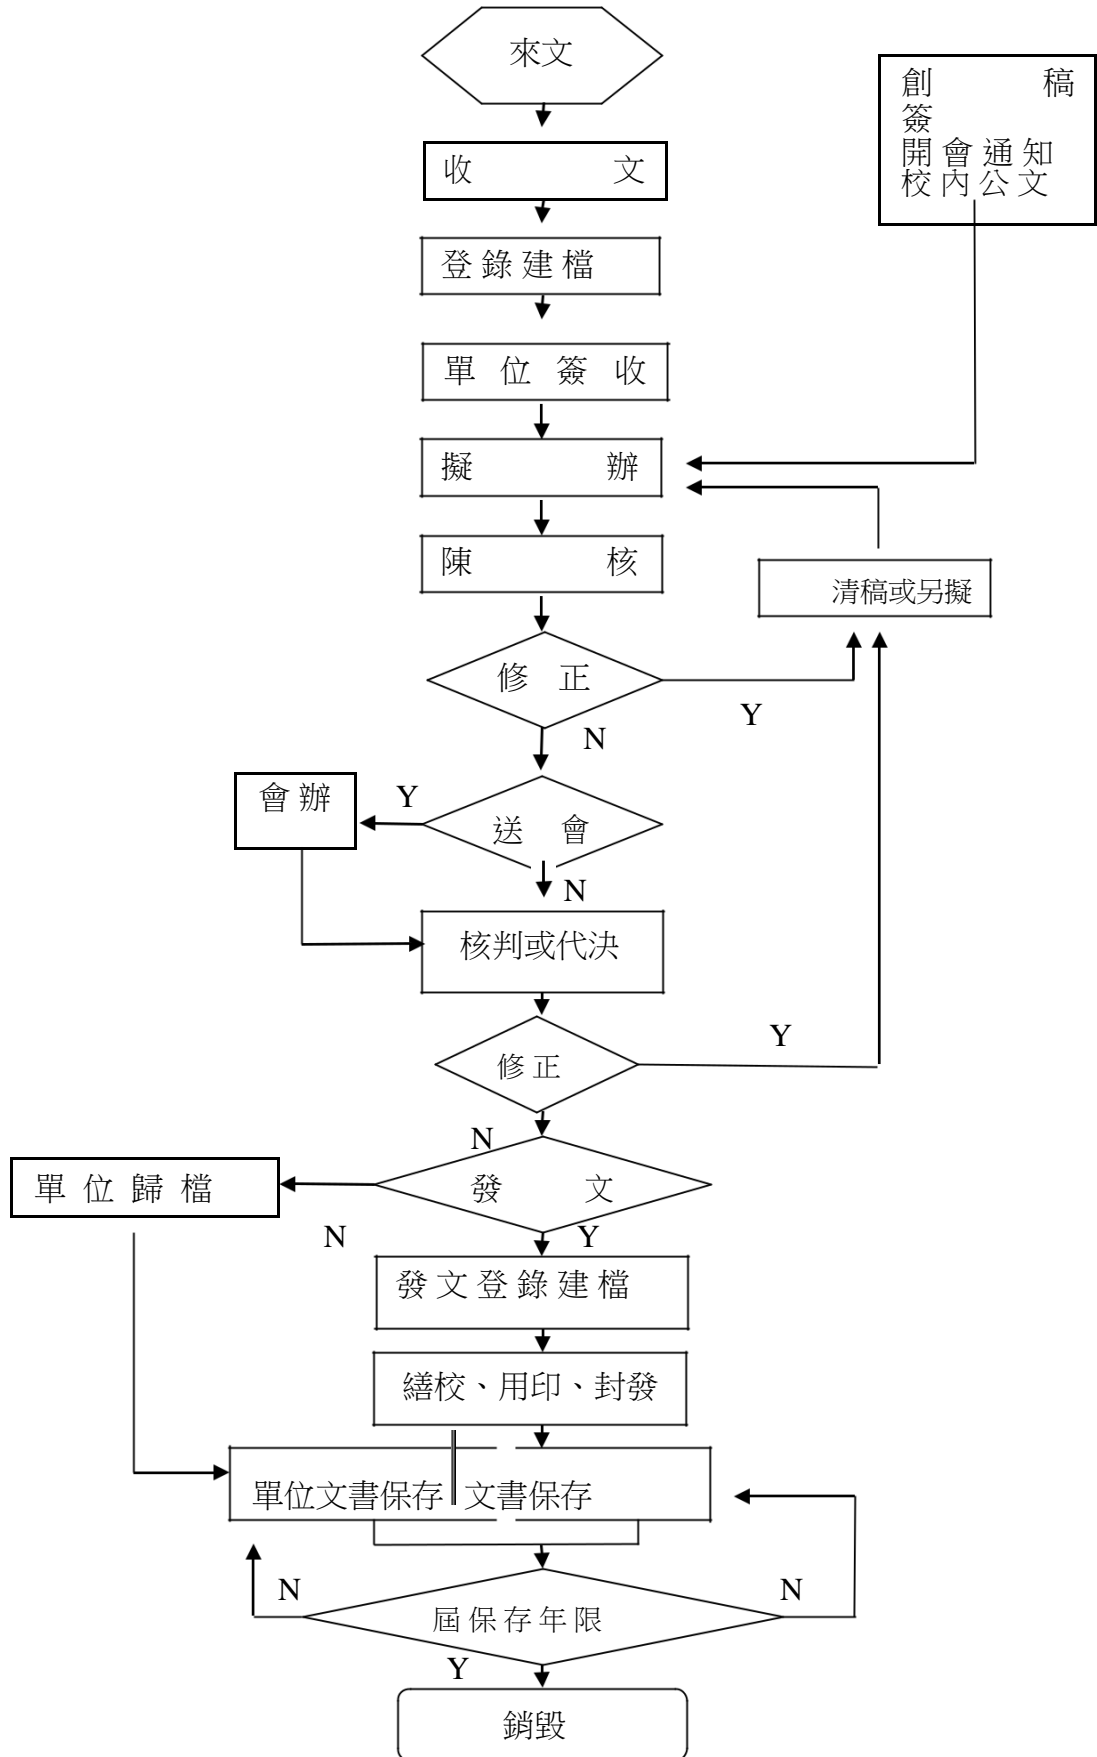 來文
創 稿
簽
開會通知
校內公文
收 文
登錄建檔
單位簽收
擬 辦
陳 核
清稿或另擬
修 正
Y
N
會辦
Y
送 會
N
核判或代決
Y
修正
N
單位歸檔
發 文
N
Y
發文登錄建檔
繕校、用印、封發
單位文書保存 文書保存
N
N
屆保存年限
Y
銷毀